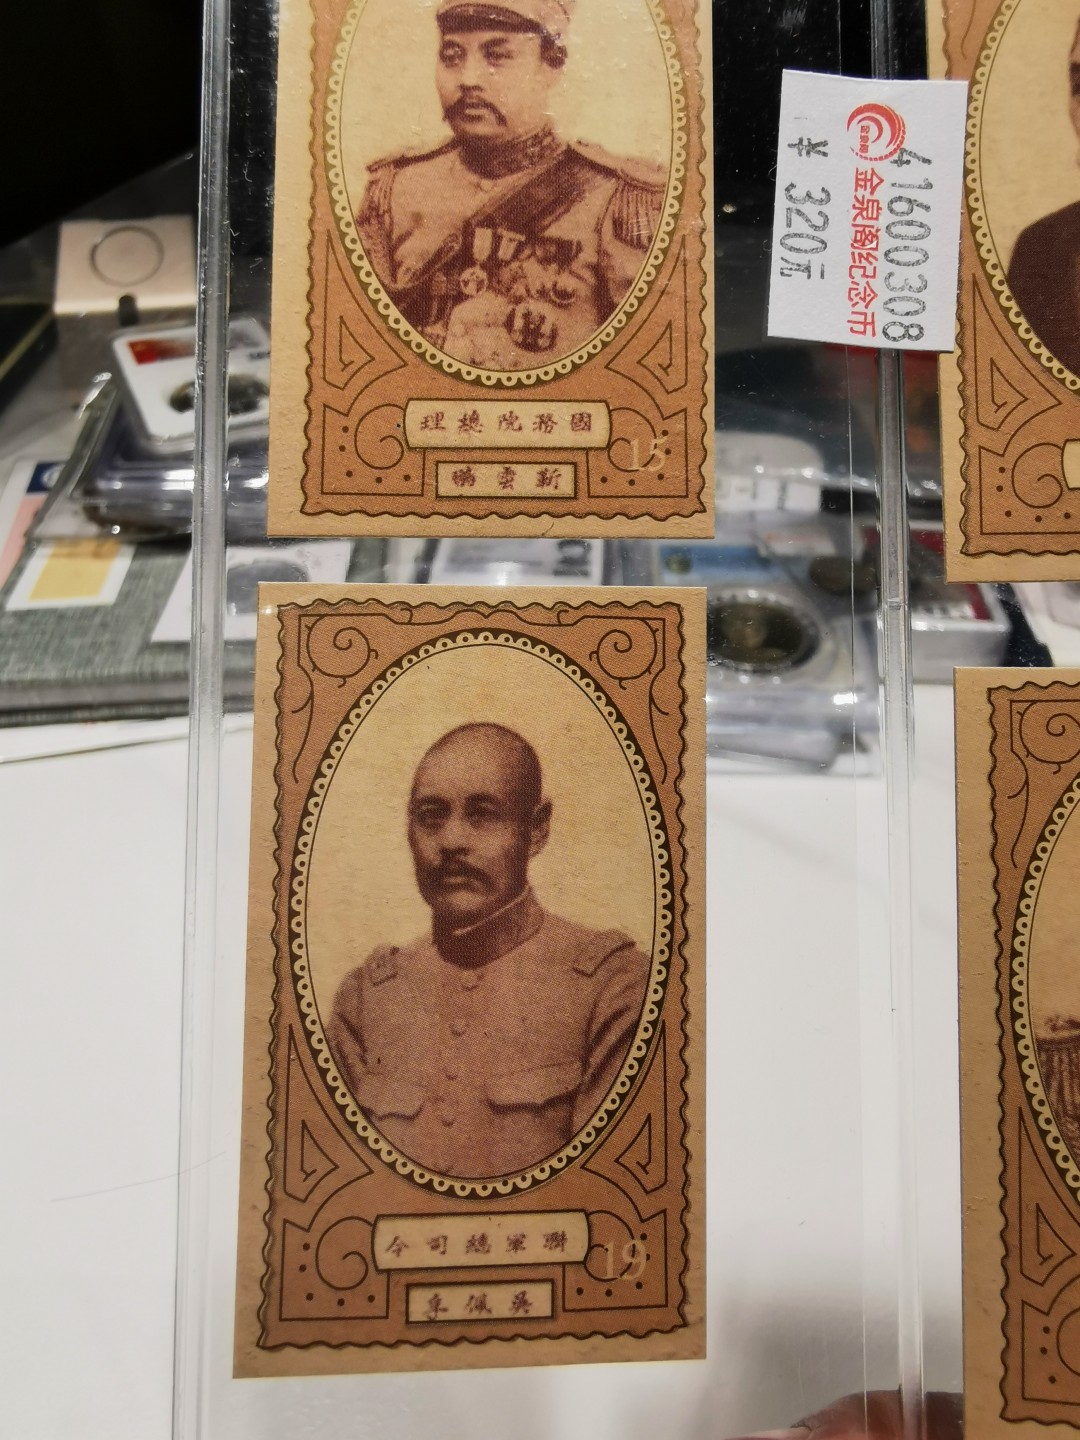 國務院總理
15
靳雲鵬
聯軍總司令
19
吳佩孚
41600308
金泉阁纪念币
¥ 320元